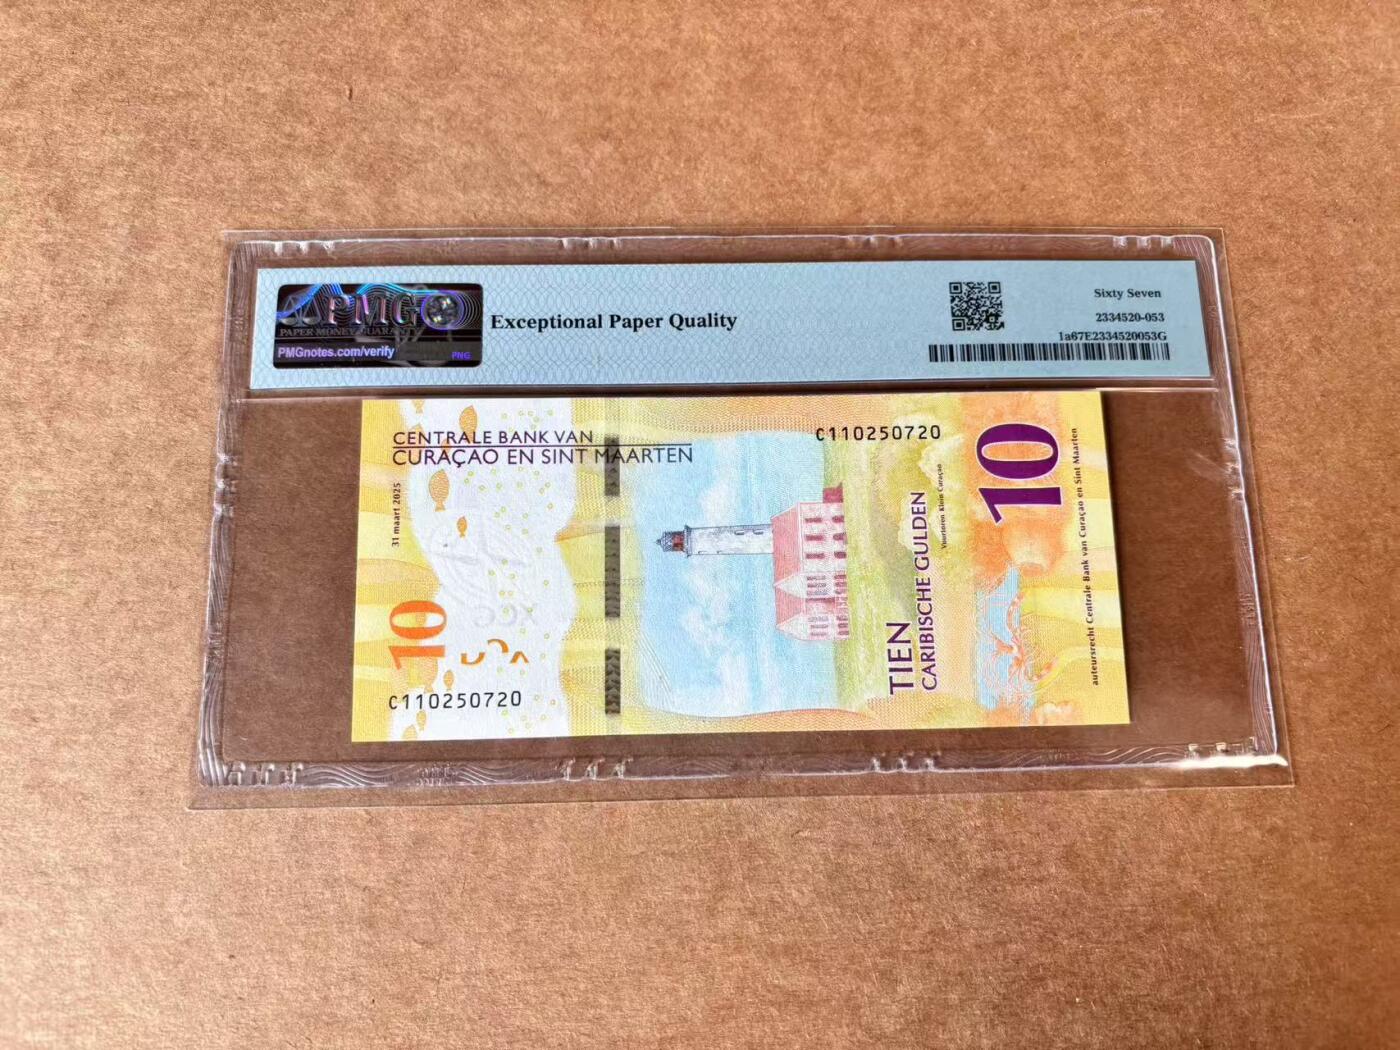 PMG
PAPER MONEY GUARANTY
PMGnotes.com/verify
PNG
Exceptional Paper Quality
Sixty Seven
2334520-053
1a67E2334520053G
CENTRALE BANK VAN
CURAÇAO EN SINT MAARTEN
31 maart 2025
10
C110250720
C110250720
TIEN
CARIBISCHE GULDEN
Vuurtoren Klein Curaçao
10
auteursrecht Centrale Bank van Curaçao en Sint Maarten